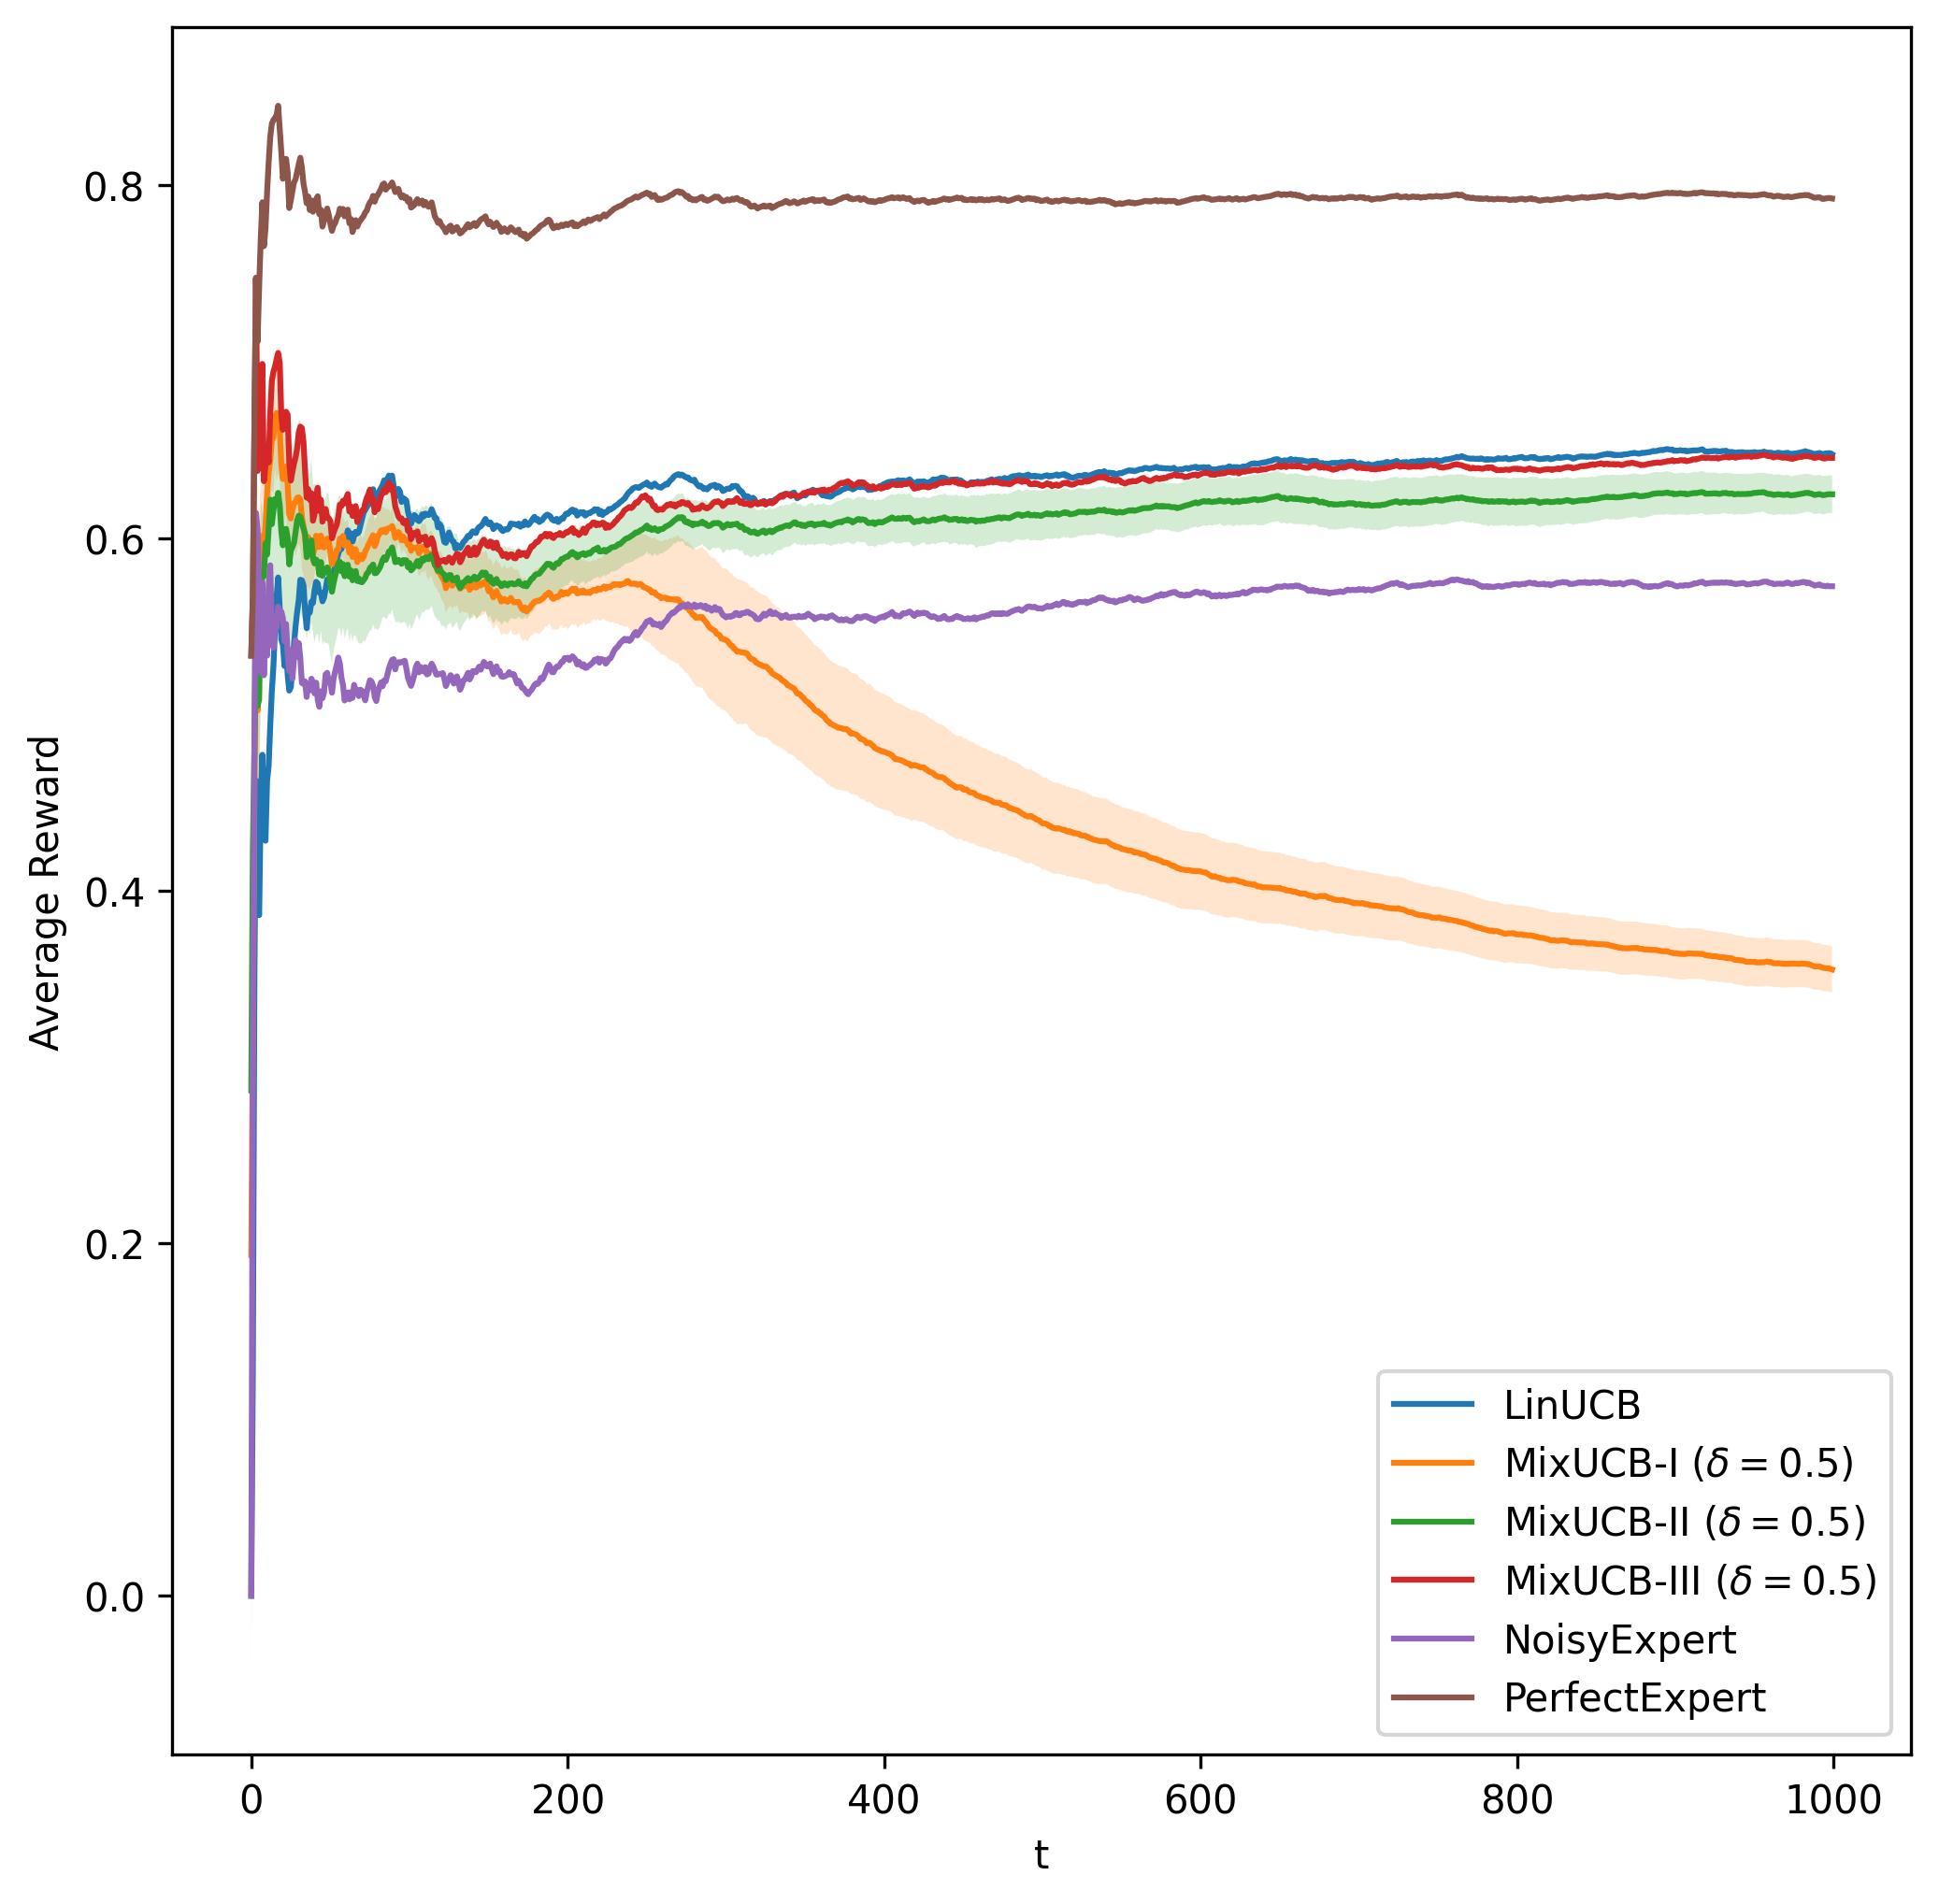 0.8
0.6
0.4
0.2
0.0
Average Reward
0
200
400
600
800
1000
t
LinUCB
MixUCB-I (δ = 0.5)
MixUCB-II (δ = 0.5)
MixUCB-III (δ = 0.5)
NoisyExpert
PerfectExpert